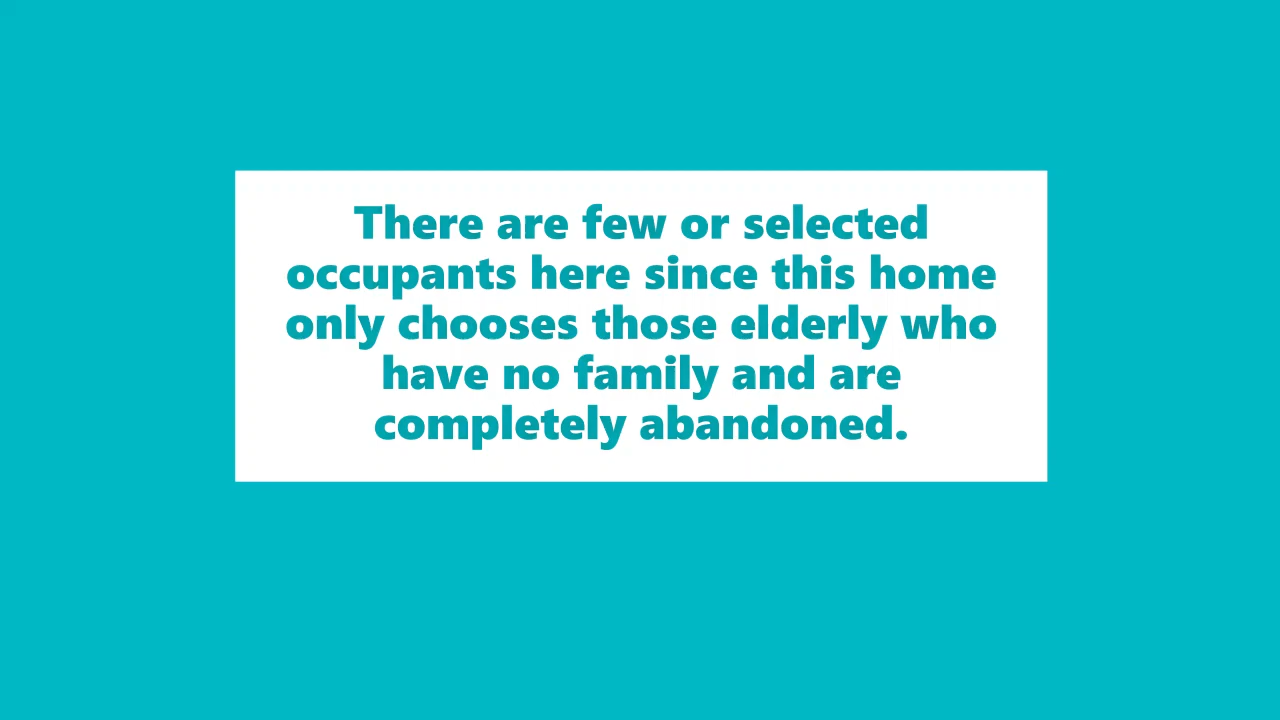 There are few or selected
occupants here since this home
only chooses those elderly who
have no family and are
completely abandoned.